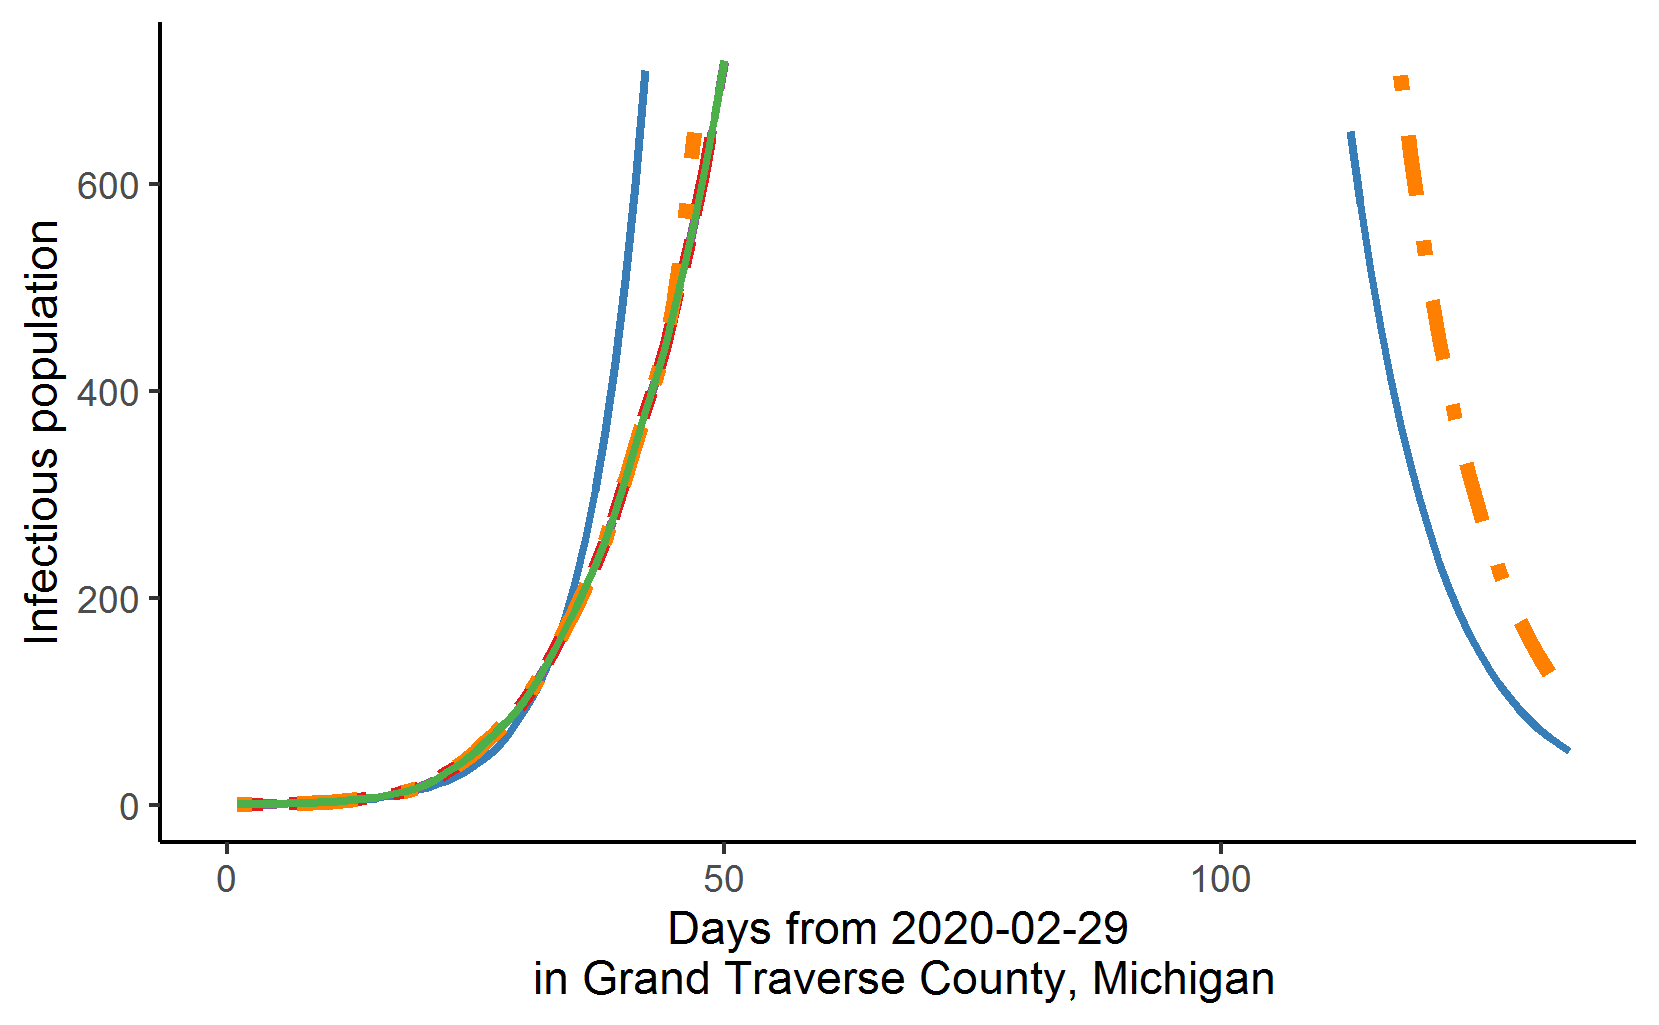 Infectious population
600
400
200
0
0 50 100
Days from 2020-02-29
in Grand Traverse County, Michigan